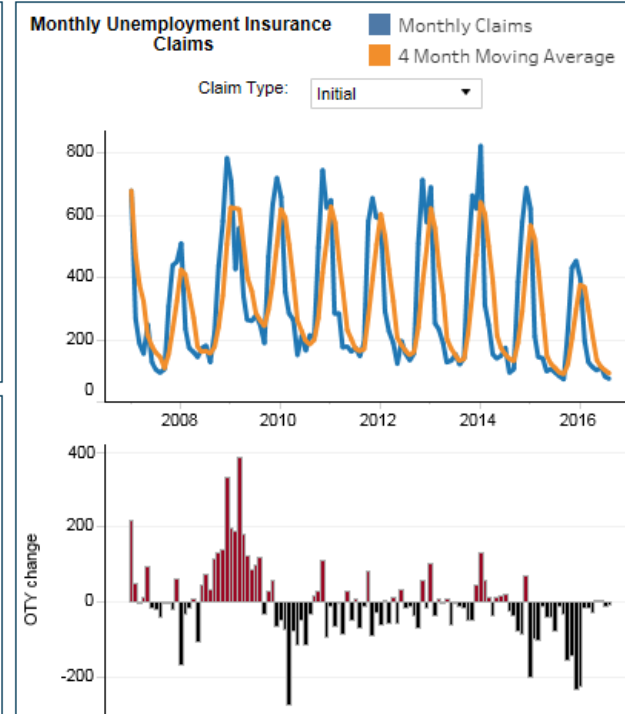 Monthly Unemployment Insurance
Claims
Monthly Claims
4 Month Moving Average
Claim Type:
Initial
800
600
400
200
0
2008
2010
2012
2014
2016
400
200
0
-200
OTY change